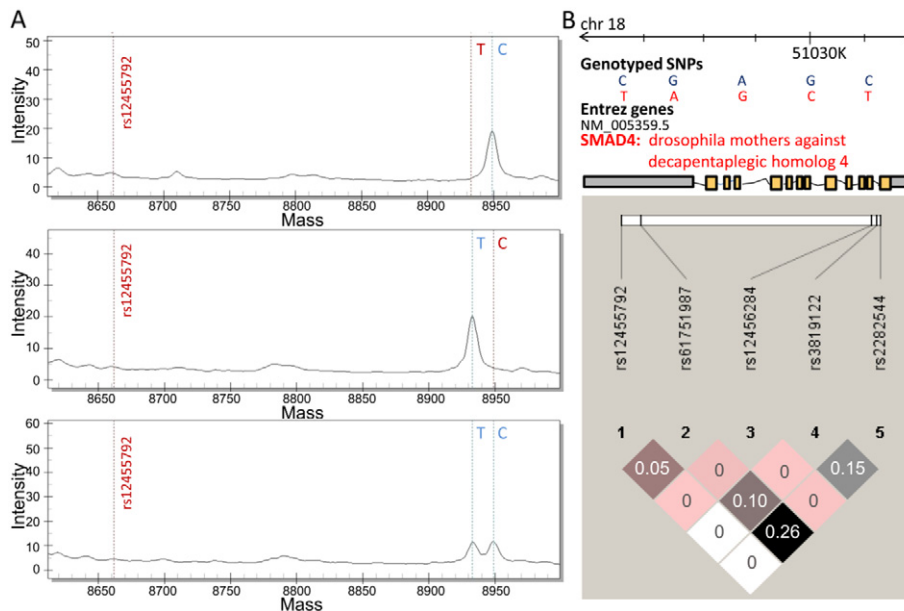 A
50
40
30
20
10
0
Intensity
rs12455792
T C
8650 8700 8750 8800 8850 8900 8950
Mass
40
30
20
10
0
Intensity
rs12455792
T C
8650 8700 8750 8800 8850 8900 8950
Mass
60
50
40
30
20
10
0
Intensity
rs12455792
T C
8650 8700 8750 8800 8850 8900 8950
Mass
B
chr 18
51030K
Genotyped SNPs
C G A G C
T A G C T
Entrez genes
NM_005359.5
SMAD4: drosophila mothers against
decapentaplegic homolog 4
rs12455792
rs61751987
rs12456284
rs3819122
rs2282544
1 2 3 4 5
0.05 0 0 0.15
0 0.10 0
0 0.26
0